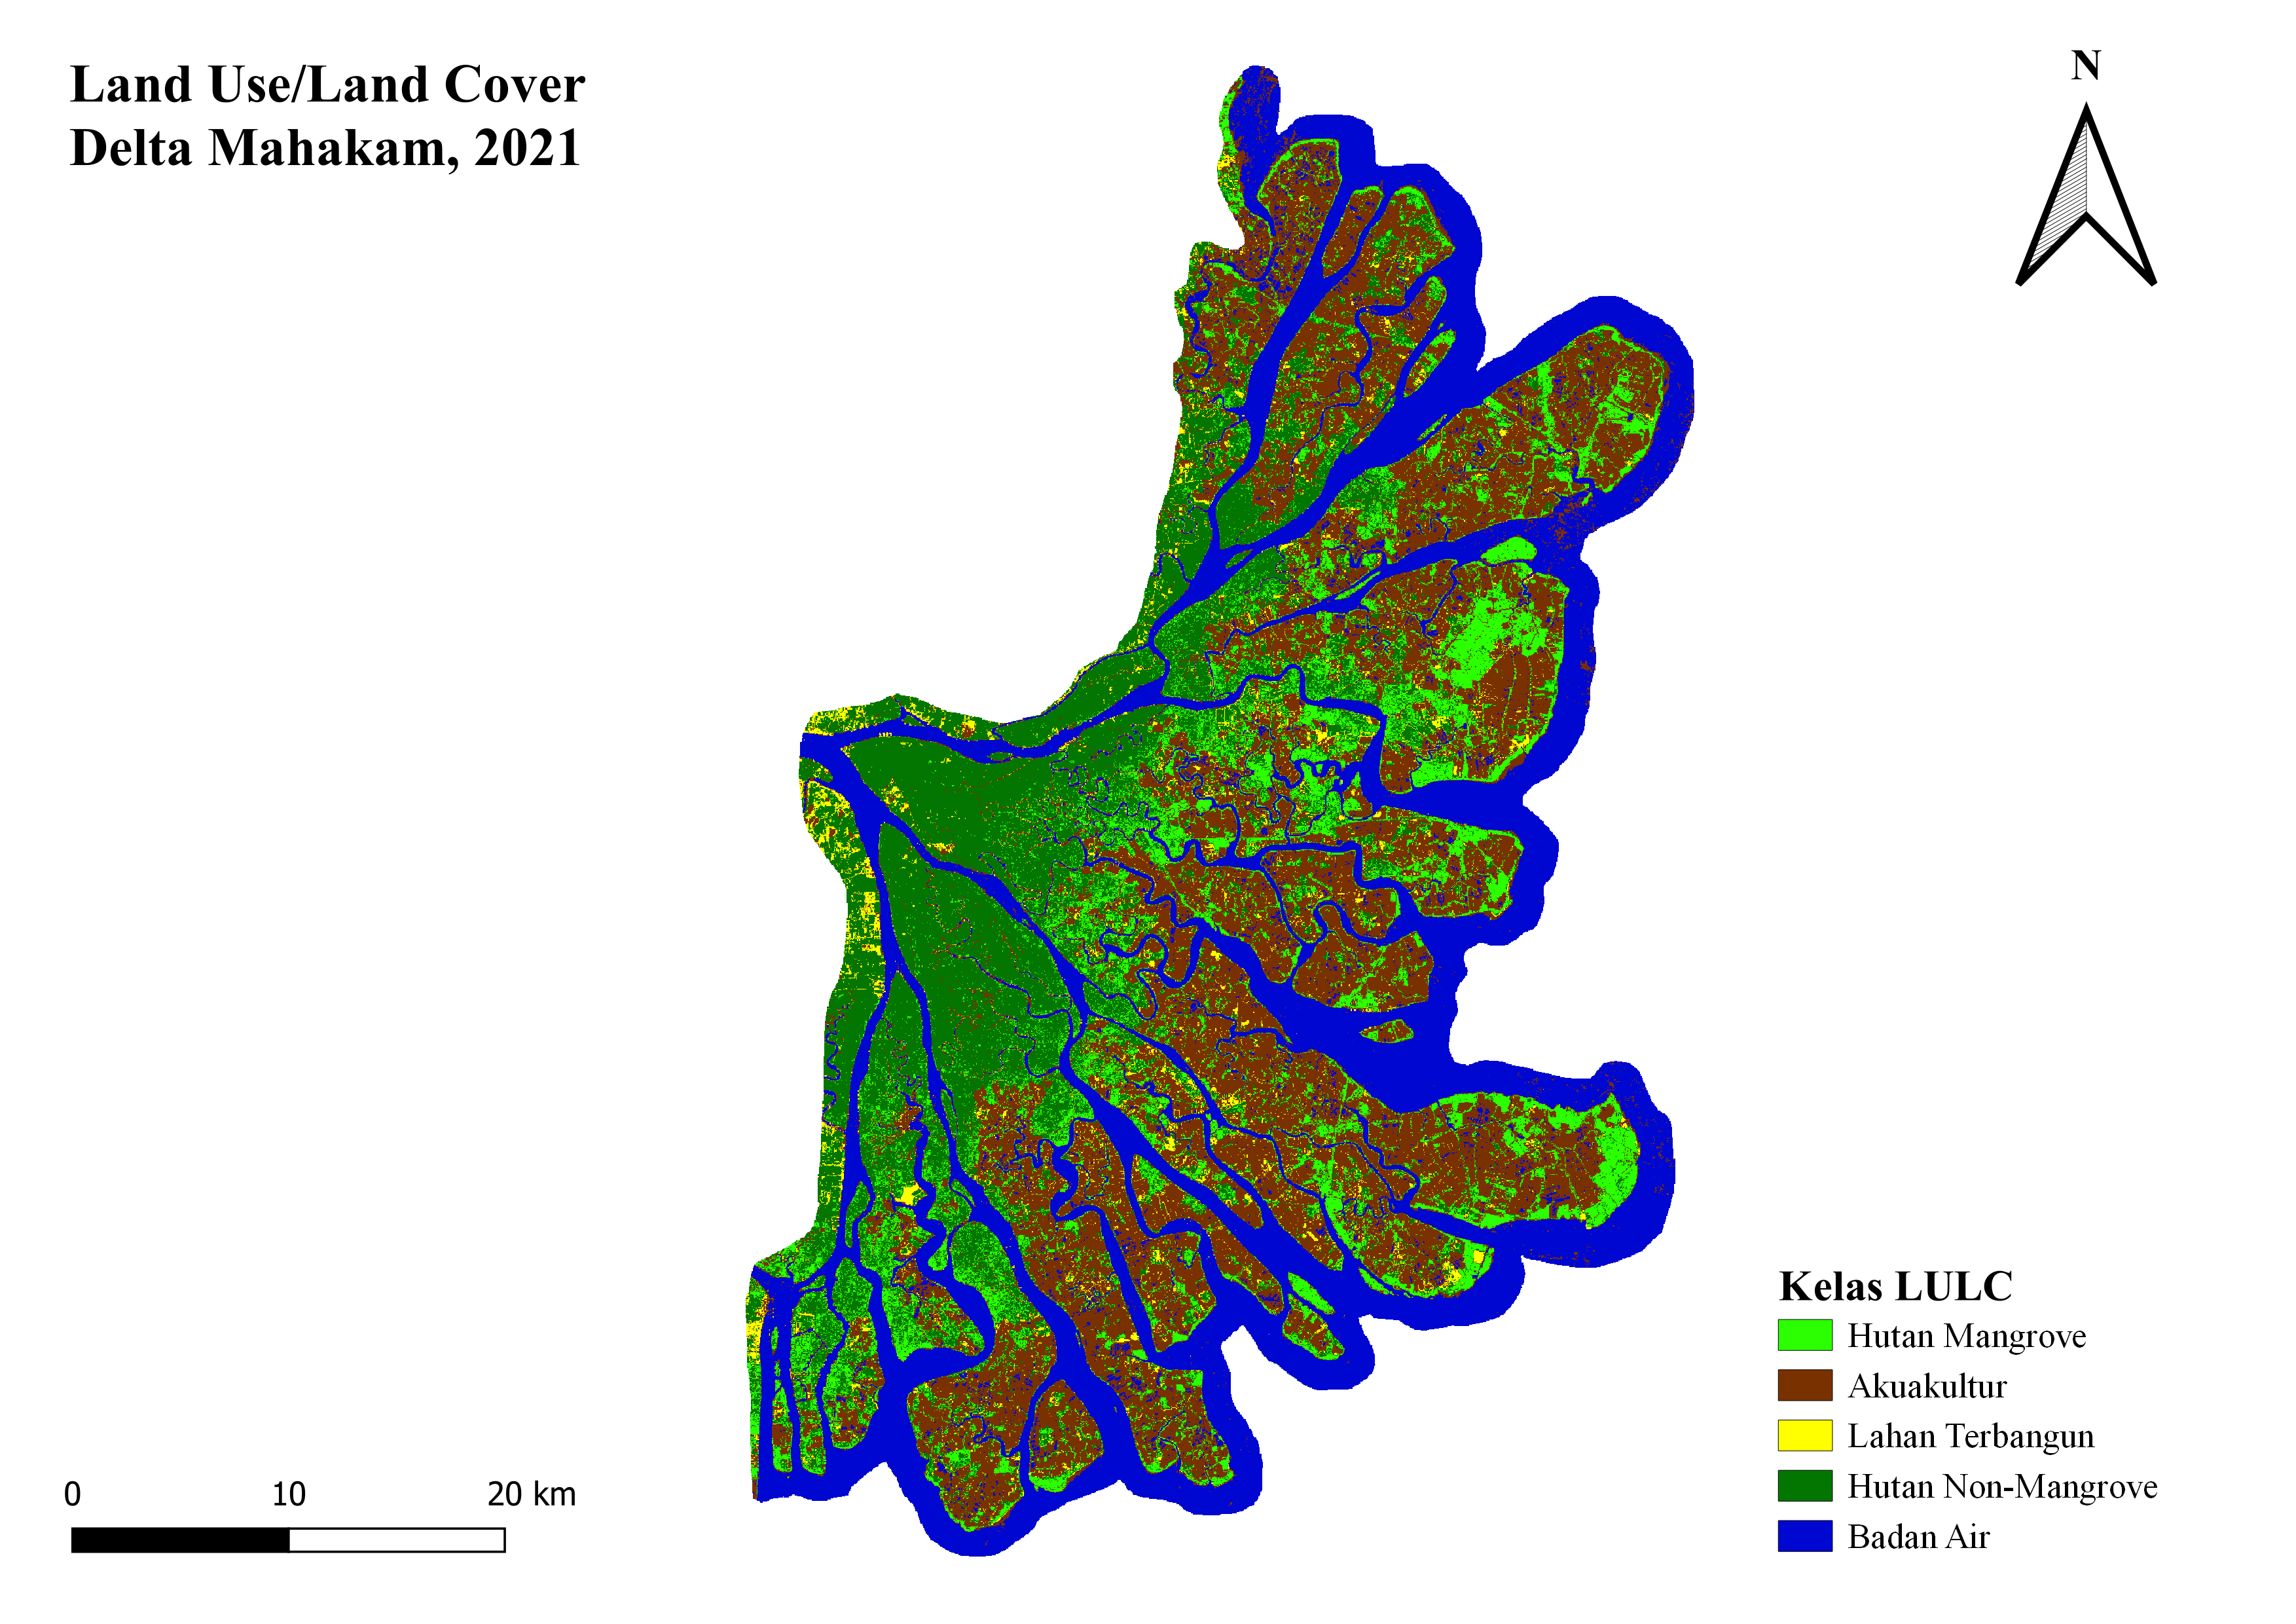 Land Use/Land Cover
Delta Mahakam, 2021
N
Kelas LULC
Hutan Mangrove
Akuakultur
Lahan Terbangun
Hutan Non-Mangrove
Badan Air
0 10 20 km